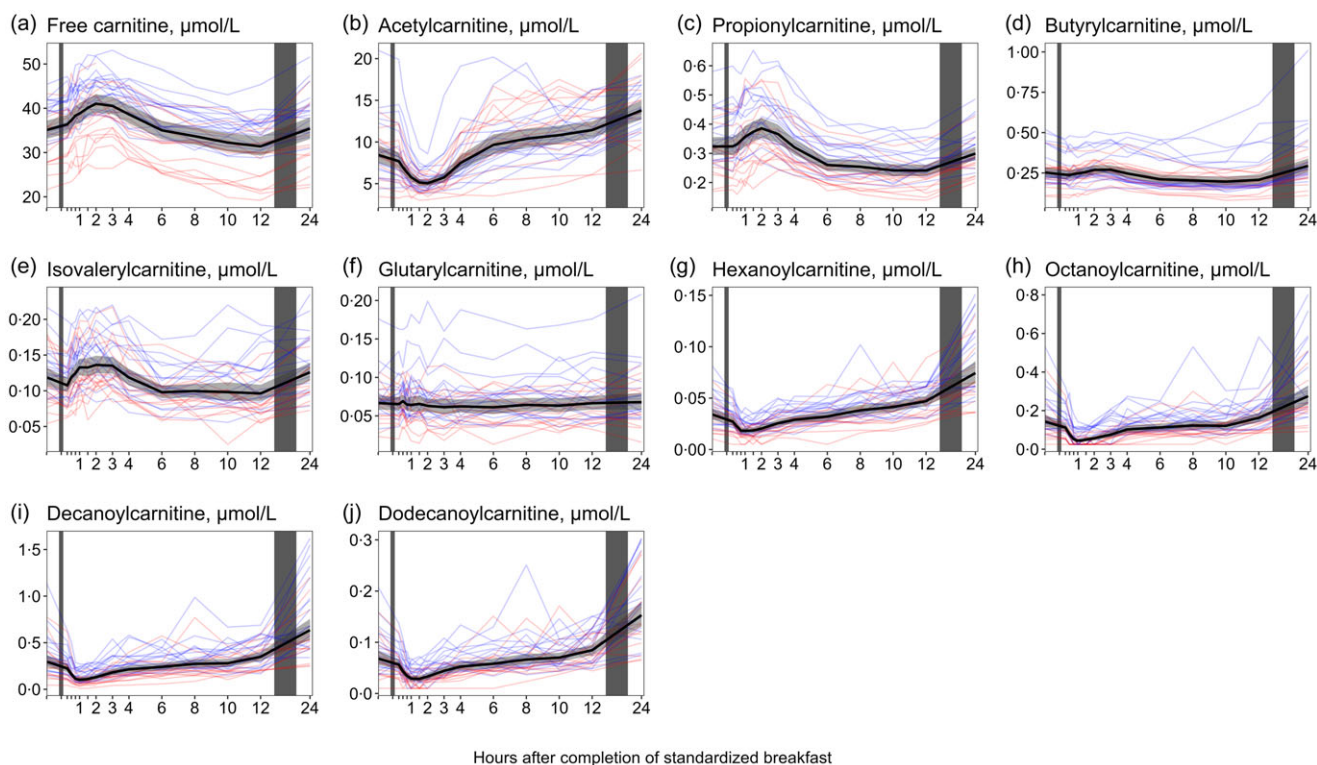 (a) Free carnitine, µmol/L
(b) Acetylcarnitine, µmol/L
(c) Propionylcarnitine, µmol/L
(d) Butyrylcarnitine, µmol/L
50
40
30
20
20
15
10
5
0·6
0·5
0·4
0·3
0·2
1·00
0·75
0·50
0·25
1 2 3 4 6 8 10 12 24
1 2 3 4 6 8 10 12 24
1 2 3 4 6 8 10 12 24
1 2 3 4 6 8 10 12 24
(e) Isovalerylcarnitine, µmol/L
(f) Glutarylcarnitine, µmol/L
(g) Hexanoylcarnitine, µmol/L
(h) Octanoylcarnitine, µmol/L
0·20
0·15
0·10
0·05
0·20
0·15
0·10
0·05
0·15
0·10
0·05
0·00
0·8
0·6
0·4
0·2
0·0
1 2 3 4 6 8 10 12 24
1 2 3 4 6 8 10 12 24
1 2 3 4 6 8 10 12 24
1 2 3 4 6 8 10 12 24
(i) Decanoylcarnitine, µmol/L
(j) Dodecanoylcarnitine, µmol/L
1·5
1·0
0·5
0·0
0·3
0·2
0·1
0·0
1 2 3 4 6 8 10 12 24
1 2 3 4 6 8 10 12 24
Hours after completion of standardized breakfast